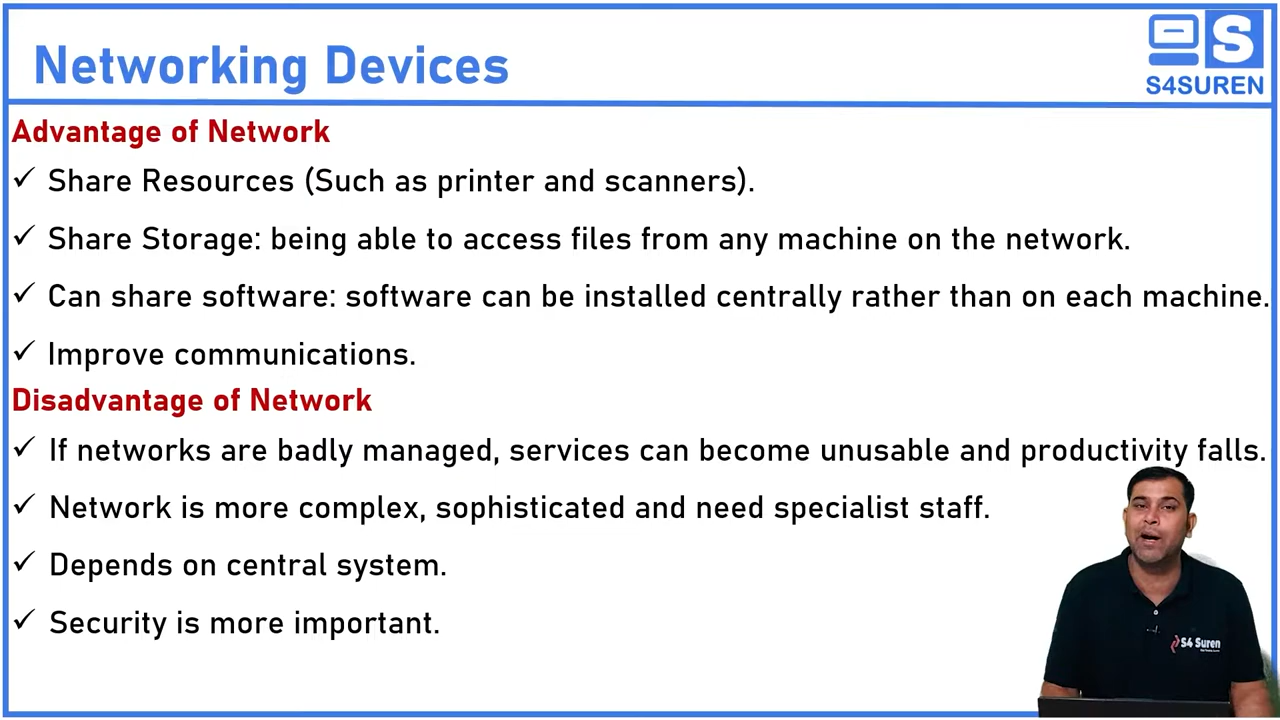 Networking Devices
S
S4SUREN
Advantage of Network
✓ Share Resources (Such as printer and scanners).
✓ Share Storage: being able to access files from any machine on the network.
✓ Can share software: software can be installed centrally rather than on each machine.
✓ Improve communications.
Disadvantage of Network
✓ If networks are badly managed, services can become unusable and productivity falls.
✓ Network is more complex, sophisticated and need specialist staff.
✓ Depends on central system.
✓ Security is more important.
S4 Suren